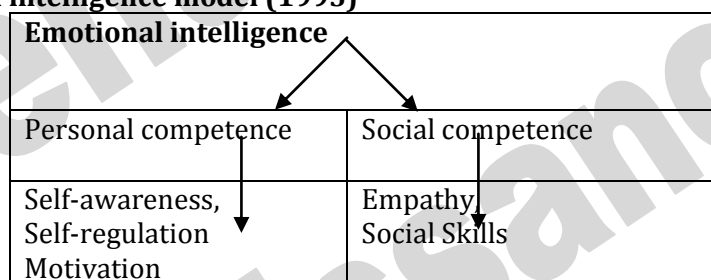 intelligence model (1995)
Emotional intelligence
Personal competence Social competence
Self-awareness, Empathy,
Self-regulation Social Skills
Motivation